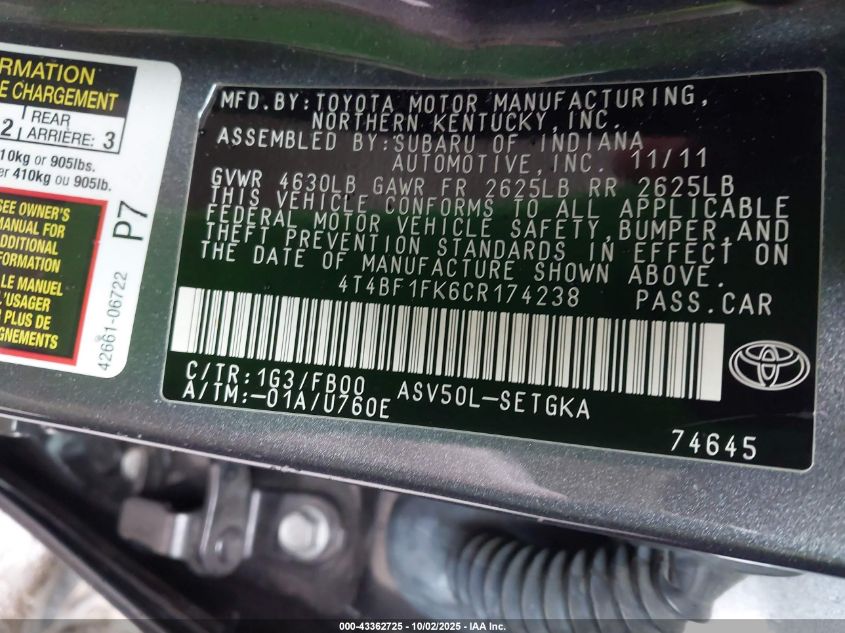 RMATION
E CHARGEMENT
2 REAR ARRIÈRE: 3
10kg or 905lbs.
er 410kg ou 905lb.
SEE OWNER'S
MANUAL FOR
ADDITIONAL
FORMATION
LE MANUEL
L'USAGER
PLUS DE
GNEMENTS
P7
42661-06722
MFD.BY:TOYOTA MOTOR MANUFACTURING,
NORTHERN KENTUCKY,INC.
ASSEMBLED BY:SUBARU OF INDIANA
AUTOMOTIVE,INC. 11/11
GVWR 4630LB GAWR FR 2625LB RR 2625LB
THIS VEHICLE CONFORMS TO ALL APPLICABLE
FEDERAL MOTOR VEHICLE SAFETY,BUMPER,AND
THEFT PREVENTION STANDARDS IN EFFECT ON
THE DATE OF MANUFACTURE SHOWN ABOVE.
4T4BF1FK6CR174238 PASS.CAR
C/TR:1G3/FB00 ASV50L-SETGKA
A/TM:-01A/U760E
74645
000-43362725 - 10/02/2025 - IAA Inc.